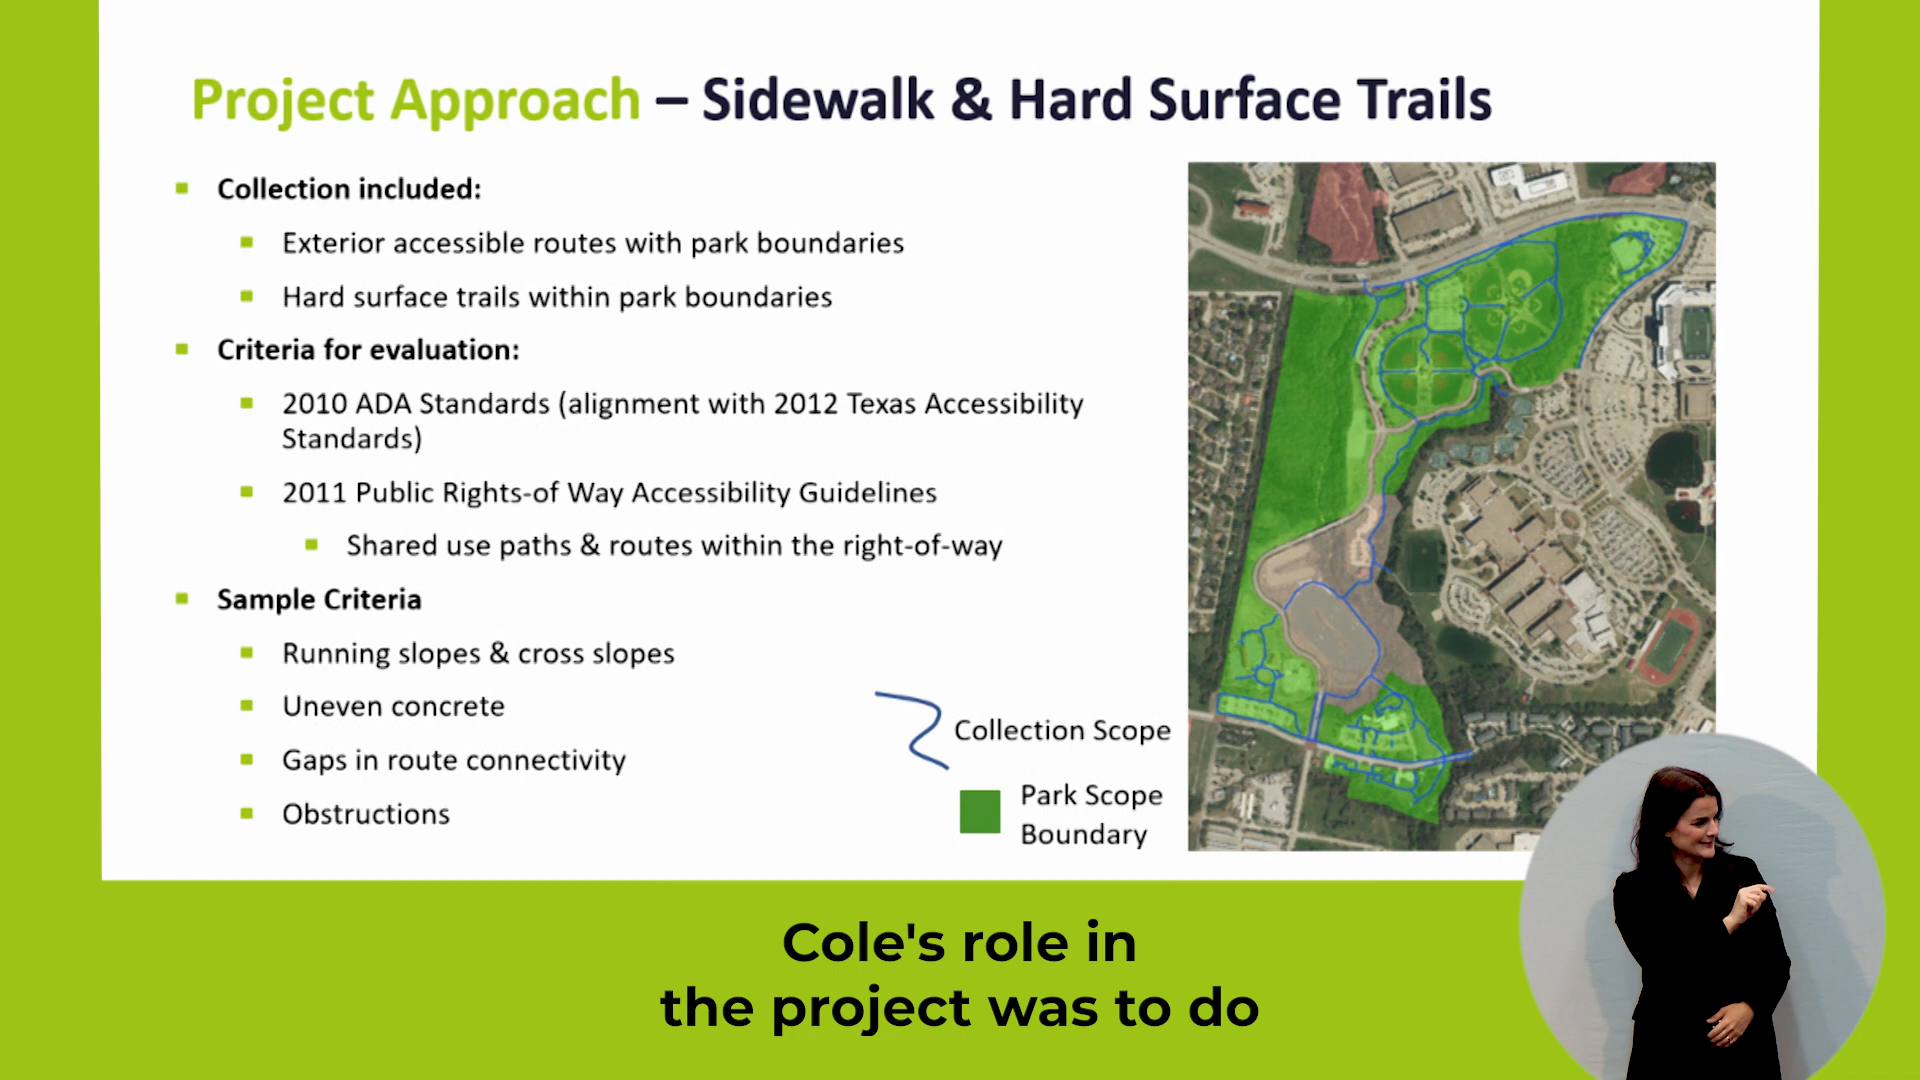 Project Approach – Sidewalk & Hard Surface Trails
Collection included:
Exterior accessible routes with park boundaries
Hard surface trails within park boundaries
Criteria for evaluation:
2010 ADA Standards (alignment with 2012 Texas Accessibility
Standards)
2011 Public Rights-of Way Accessibility Guidelines
Shared use paths & routes within the right-of-way
Sample Criteria
Running slopes & cross slopes
Uneven concrete
Gaps in route connectivity
Obstructions
Collection Scope
Park Scope
Boundary
Cole's role in
the project was to do